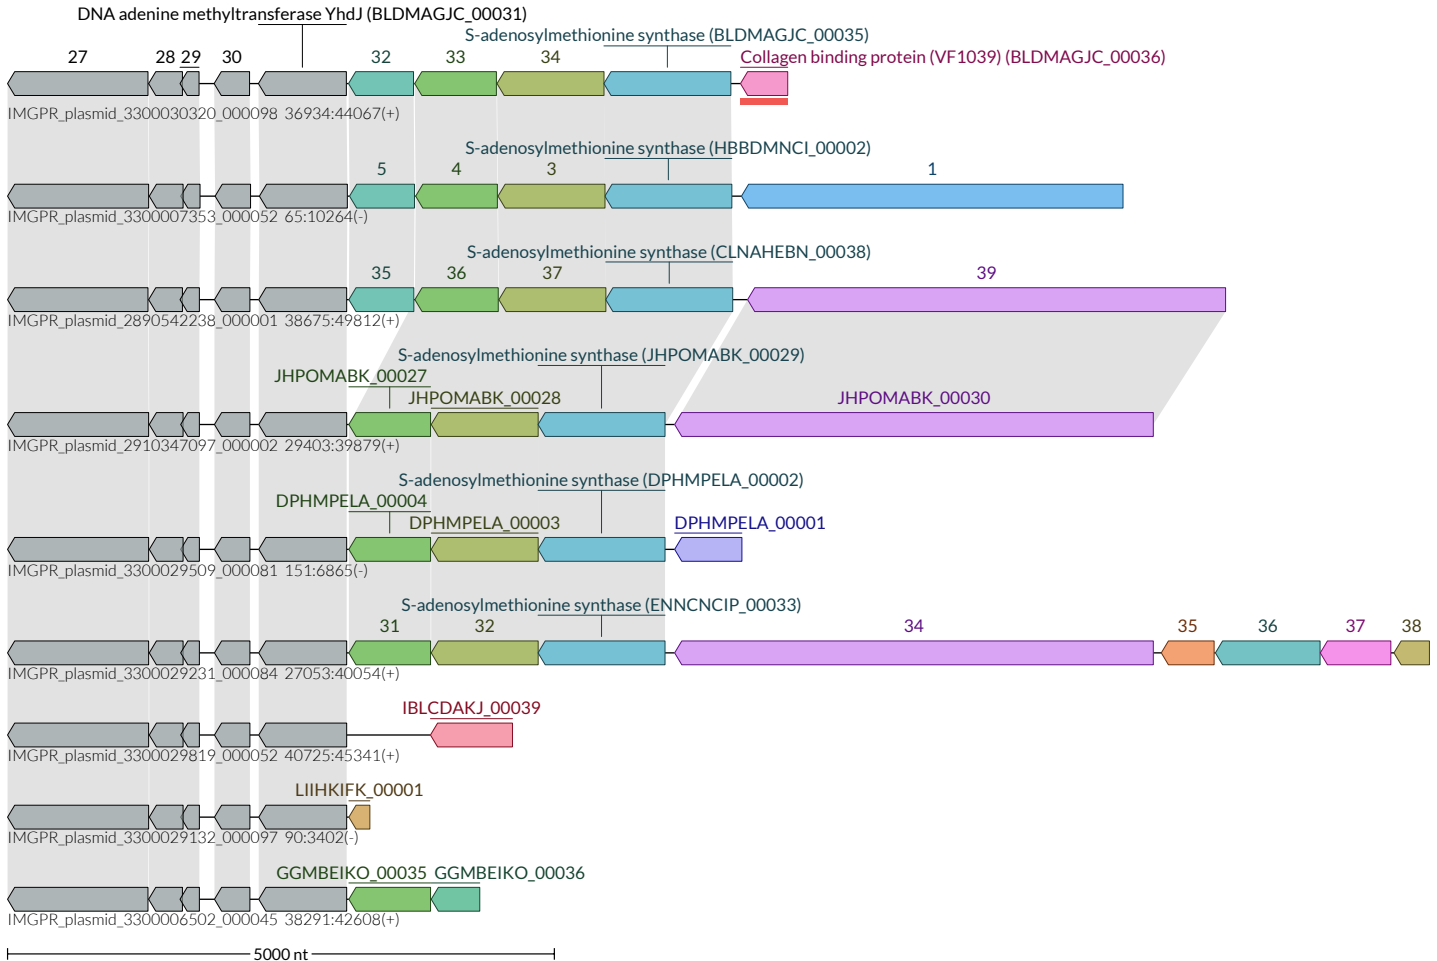 DNA adenine methyltransferase YhdJ (BLDMAGJC_00031)
S-adenosylmethionine synthase (BLDMAGJC_00035)
27 28 29 30 32 33 34 Collagen binding protein (VF1039) (BLDMAGJC_00036)
IMGPR_plasmid_3300030320_000098 36934:44067(+)
S-adenosylmethionine synthase (HBBDMNCI_00002)
5 4 3 1
IMGPR_plasmid_3300007353_000052 65:10264(-)
S-adenosylmethionine synthase (CLNAHEBN_00038)
35 36 37 39
IMGPR_plasmid_2890542238_000001 38675:49812(+)
S-adenosylmethionine synthase (JHPOMABK_00029)
JHPOMABK_00027
JHPOMABK_00028 JHPOMABK_00030
IMGPR_plasmid_2910347097_000002 29403:39879(+)
S-adenosylmethionine synthase (DPHMPELA_00002)
DPHMPELA_00004
DPHMPELA_00003 DPHMPELA_00001
IMGPR_plasmid_3300029509_000081 151:6865(-)
S-adenosylmethionine synthase (ENNCNCIP_00033)
31 32 34 35 36 37 38
IMGPR_plasmid_3300029231_000084 27053:40054(+)
IBLCDAKJ_00039
IMGPR_plasmid_3300029819_000052 40725:45341(+)
LIIHKIFK_00001
IMGPR_plasmid_3300029132_000097 90:3402(-)
GGMBEIKO_00035 GGMBEIKO_00036
IMGPR_plasmid_3300006502_000045 38291:42608(+)
5000 nt